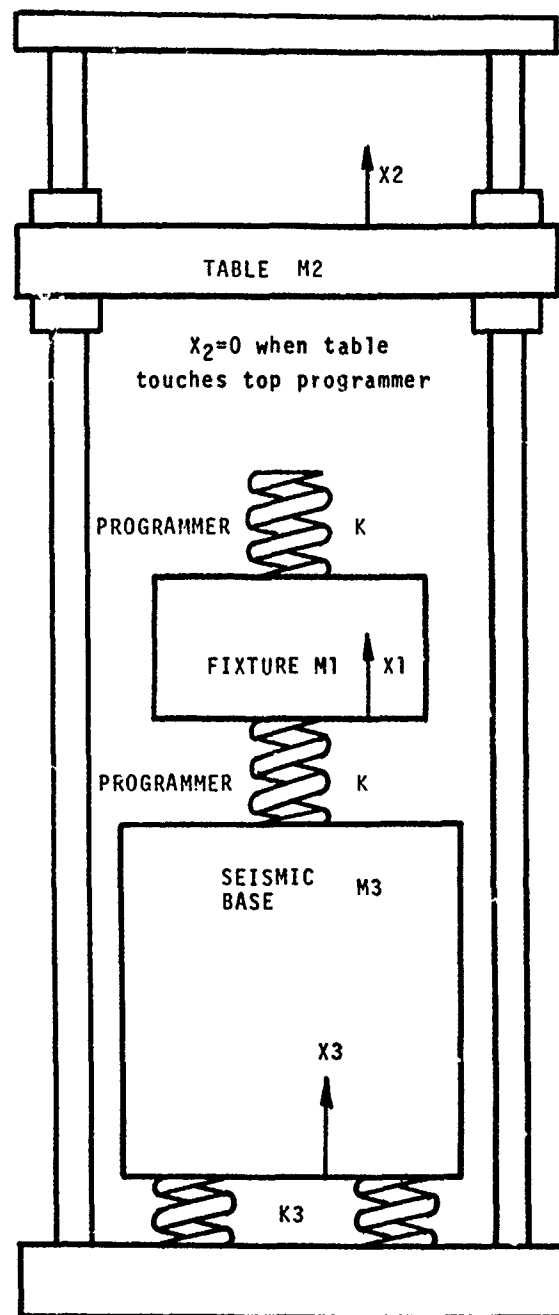 X2
TABLE M2
X2=0 when table
touches top programmer
PROGRAMMER K
FIXTURE M1 X1
PROGRAMMER K
SEISMIC M3
BASE
X3
K3